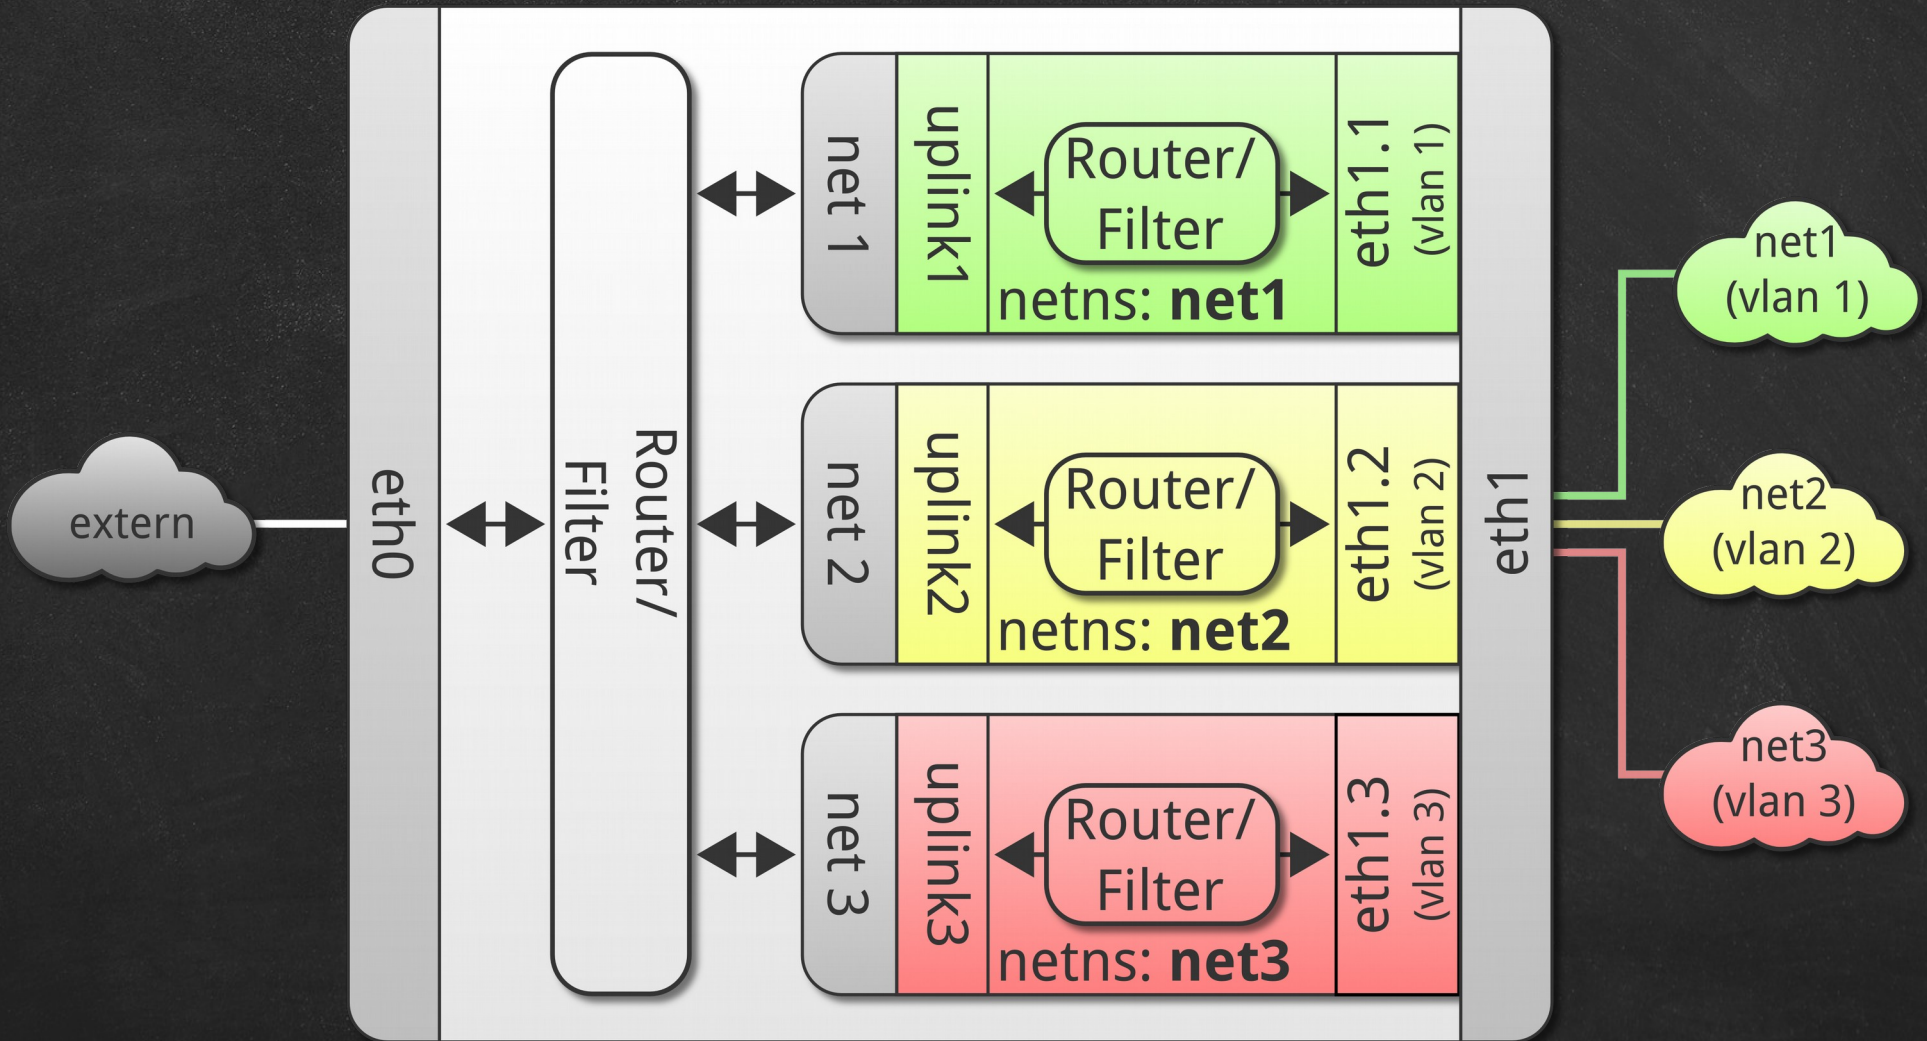 extern
eth0
Router/
Filter
net 1
uplink1
Router/
Filter
netns: net1
eth1.1
(vlan 1)
net 2
uplink2
Router/
Filter
netns: net2
eth1.2
(vlan 2)
net 3
uplink3
Router/
Filter
netns: net3
eth1.3
(vlan 3)
eth1
net1
(vlan 1)
net2
(vlan 2)
net3
(vlan 3)